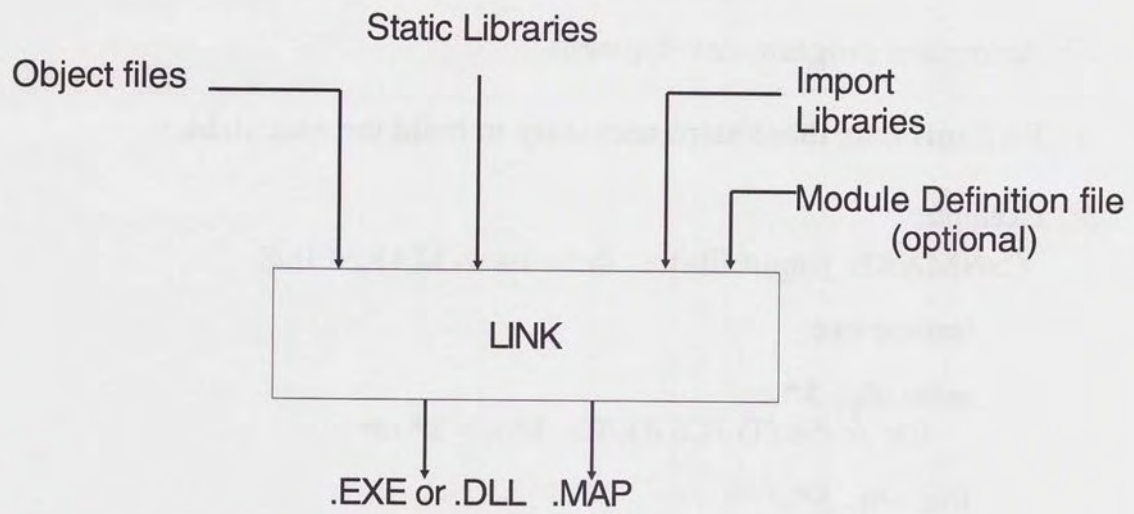 Static Libraries
Object files
Import
Libraries
Module Definition file
(optional)
LINK
.EXE or .DLL .MAP